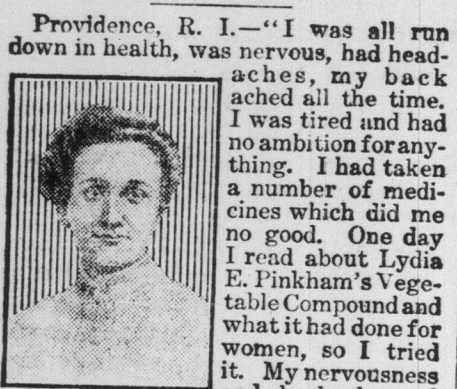 Providence, R. I.—"I was all run
down in health, was nervous, had head-
aches, my back
ached all the time.
I was tired and had
no ambition for any-
thing. I had taken
a number of medi-
cines which did me
no good. One day
I read about Lydia
E. Pinkham's Vege-
table Compound and
what it had done for
women, so I tried
it. My nervousness